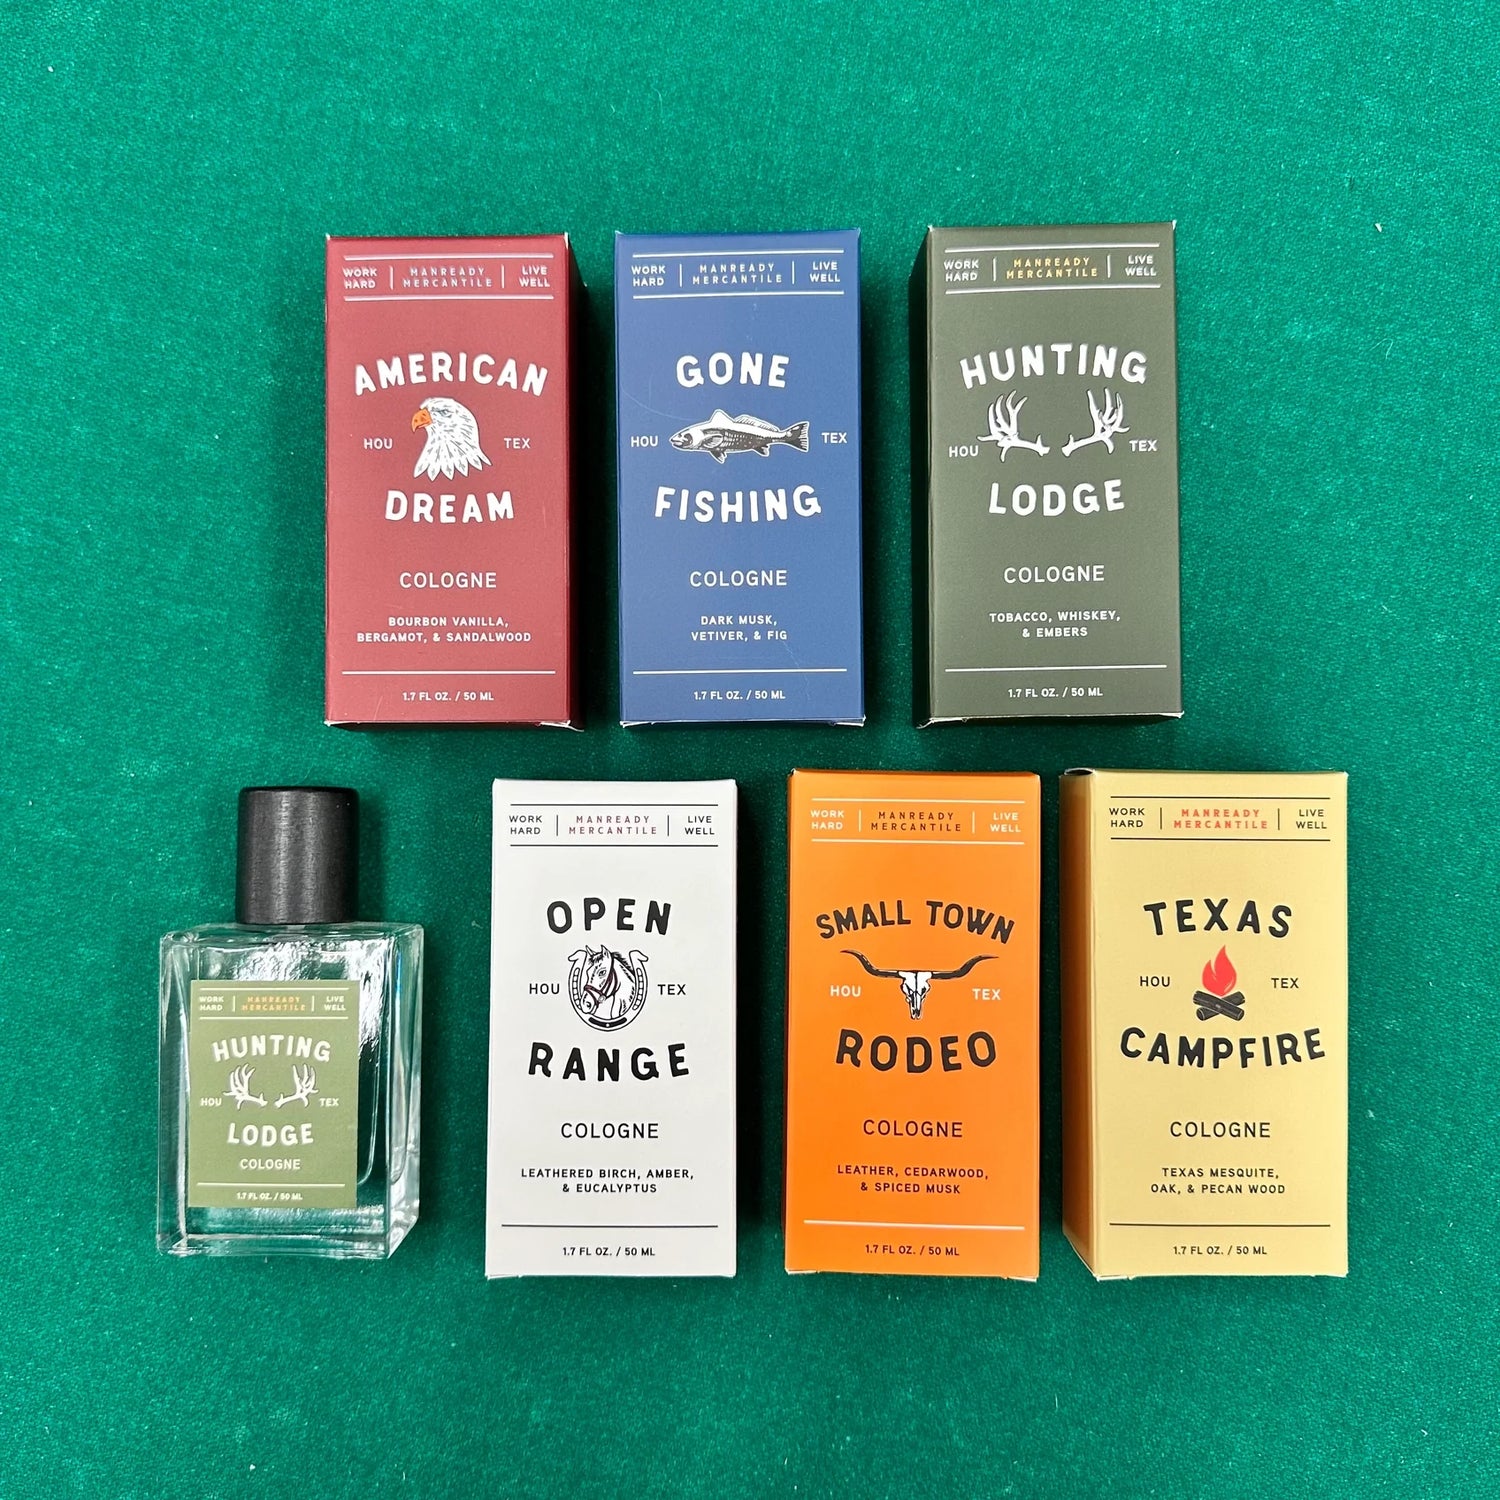 WORK HARD | MANREADY MERCANTILE | LIVE WELL
AMERICAN
HOU TEX
DREAM
COLOGNE
BOURBON VANILLA,
BERGAMOT, & SANDALWOOD
1.7 FL OZ. / 50 ML
WORK HARD | MANREADY MERCANTILE | LIVE WELL
GONE
HOU TEX
FISHING
COLOGNE
DARK MUSK,
VETIVER, & FIG
1.7 FL OZ. / 50 ML
WORK HARD | MANREADY MERCANTILE | LIVE WELL
HUNTING
HOU TEX
LODGE
COLOGNE
TOBACCO, WHISKEY,
& EMBERS
1.7 FL OZ. / 50 ML
WORK HARD | MANREADY MERCANTILE | LIVE WELL
HUNTING
HOU TEX
LODGE
COLOGNE
1.7 FL OZ. / 50 ML
WORK HARD | MANREADY MERCANTILE | LIVE WELL
OPEN
HOU TEX
RANGE
COLOGNE
LEATHERED BIRCH, AMBER,
& EUCALYPTUS
1.7 FL OZ. / 50 ML
WORK HARD | MANREADY MERCANTILE | LIVE WELL
SMALL TOWN
HOU TEX
RODEO
COLOGNE
LEATHER, CEDARWOOD,
& SPICED MUSK
1.7 FL OZ. / 50 ML
WORK HARD | MANREADY MERCANTILE | LIVE WELL
TEXAS
HOU TEX
CAMPFIRE
COLOGNE
TEXAS MESQUITE,
OAK, & PECAN WOOD
1.7 FL OZ. / 50 ML